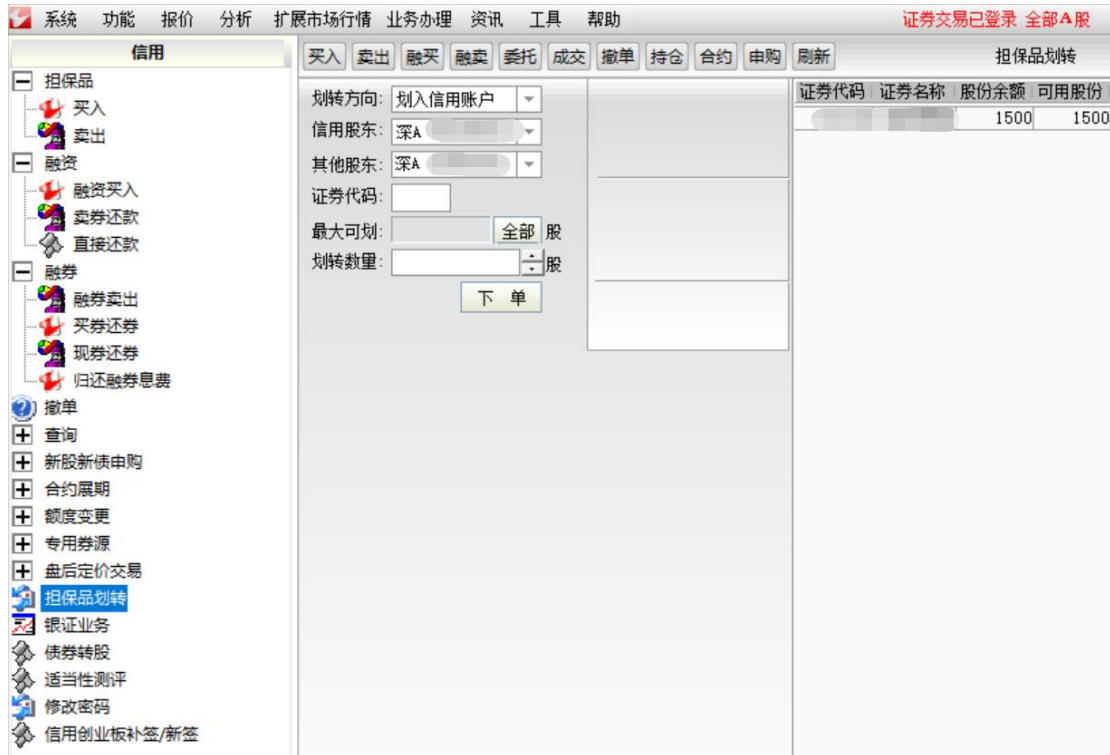 系统 功能 报价 分析 扩展市场行情 业务办理 资讯 工具 帮助 证券交易已登录 全部A股
信用
买入 卖出 融买 融卖 委托 成交 撤单 持仓 合约 申购 刷新 担保品划转
担保品
买入
卖出
融资
融资买入
卖券还款
直接还款
融券
融券卖出
买券还券
现券还券
归还融券息费
撤单
查询
新股新债申购
合约展期
额度变更
专用券源
盘后定价交易
担保品划转
银证业务
债券转股
适当性测评
修改密码
信用创业板补签/新签
划转方向: 划入信用账户
信用股东: 深A
其他股东: 深A
证券代码:
最大可划: 全部 股
划转数量: 股
下 单
证券代码 证券名称 股份余额 可用股份
1500 1500